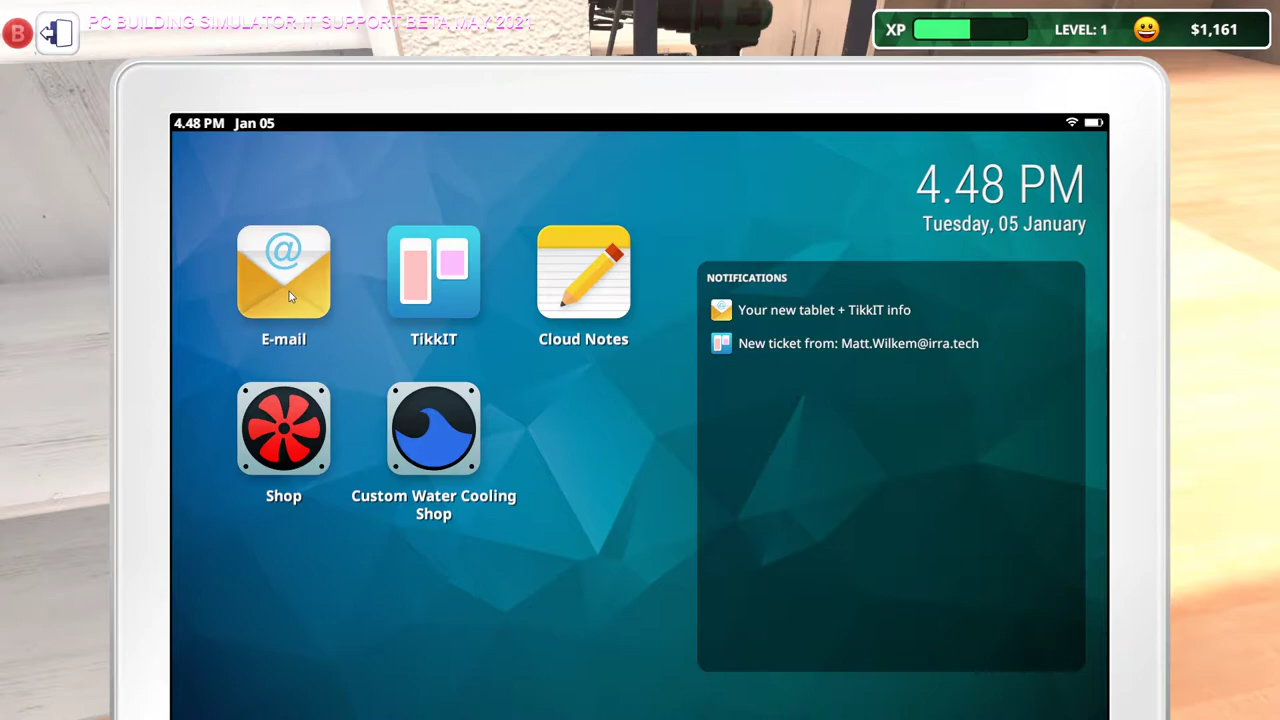 B
PC BUILDING SIMULATOR IT SUPPORT BETA MAY 2021
XP
LEVEL: 1
$1,161
4.48 PM Jan 05
4.48 PM
Tuesday, 05 January
@
E-mail
TikkIT
Cloud Notes
NOTIFICATIONS
Your new tablet + TikkIT info
New ticket from: Matt.Wilkem@irra.tech
Shop
Custom Water Cooling
Shop